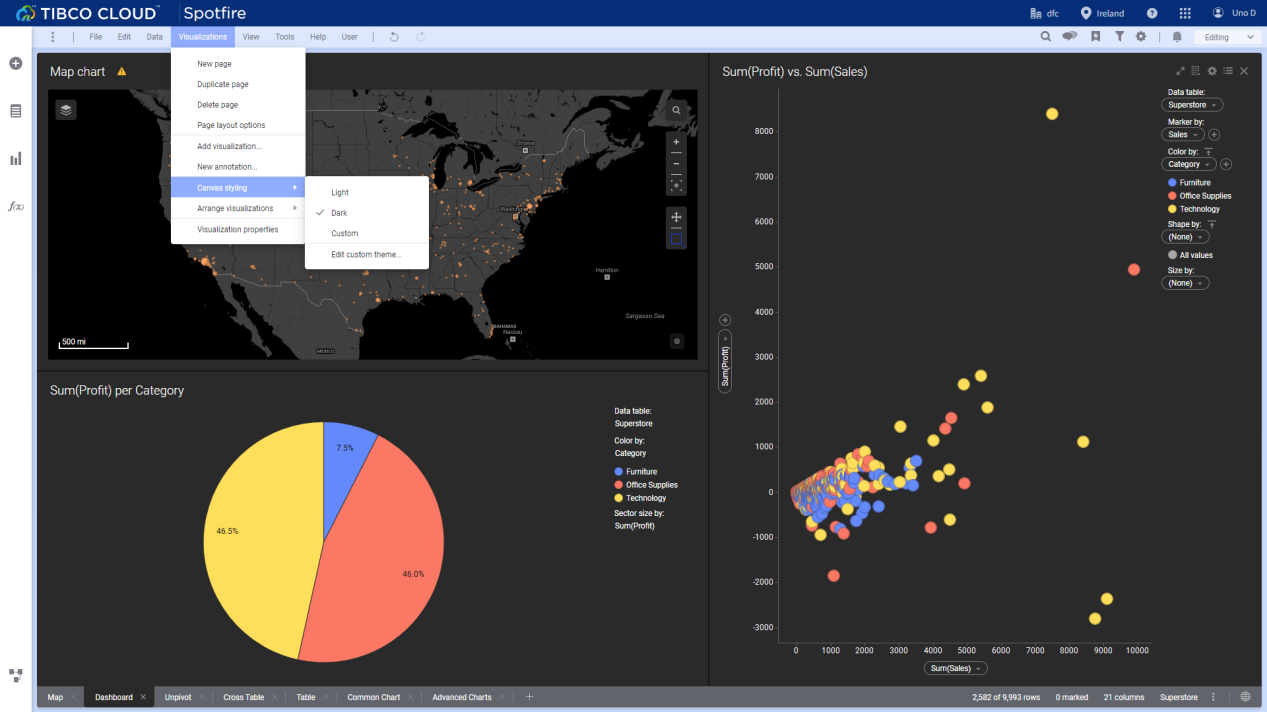 TIBCO CLOUD™ Spotfire
dfc Ireland Uno D
File Edit Data Visualizations View Tools Help User
Editing
New page
Duplicate page
Delete page
Page layout options
Add visualization...
New annotation...
Canvas styling
Arrange visualizations
Visualization properties
Light
Dark
Custom
Edit custom theme...
f(x)
Map chart
Ottawa
Washington
Hamilton
Sargasso Sea
BAHAMAS
Nassau
MEXICO
500 mi
Sum(Profit) per Category
7.5%
46.5%
46.0%
Data table:
Superstore
Color by:
Category
Furniture
Office Supplies
Technology
Sector size by:
Sum(Profit)
Sum(Profit) vs. Sum(Sales)
8000
7000
6000
5000
4000
3000
2000
1000
0
-1000
-2000
-3000
Sum(Profit)
0 1000 2000 3000 4000 5000 6000 7000 8000 9000 10000
Sum(Sales)
Data table:
Superstore
Marker by:
Sales
Color by:
Category
Furniture
Office Supplies
Technology
Shape by:
(None)
All values
Size by:
(None)
Map Dashboard Unpivot Cross Table Table Common Chart Advanced Charts
2,582 of 9,993 rows 0 marked 21 columns Superstore